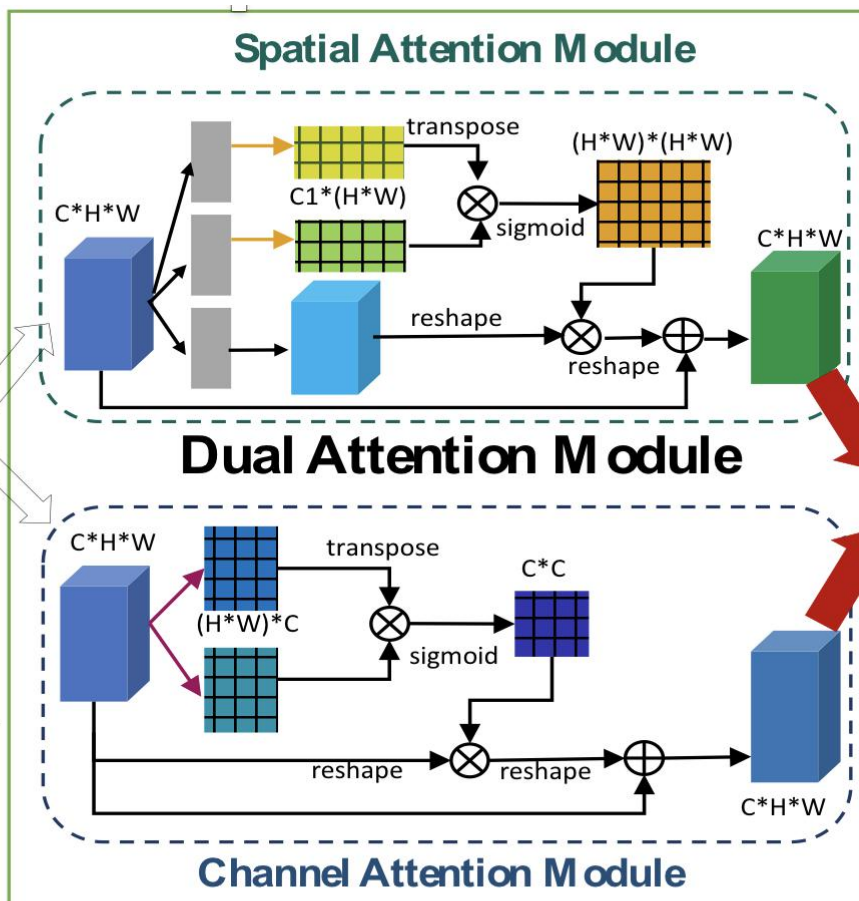 Spatial Attention Module
transpose
(H*W)*(H*W)
C*H*W
C1*(H*W)
sigmoid
C*H*W
reshape
reshape
Dual Attention Module
C*H*W
transpose
C*C
(H*W)*C
sigmoid
reshape
reshape
C*H*W
Channel Attention Module